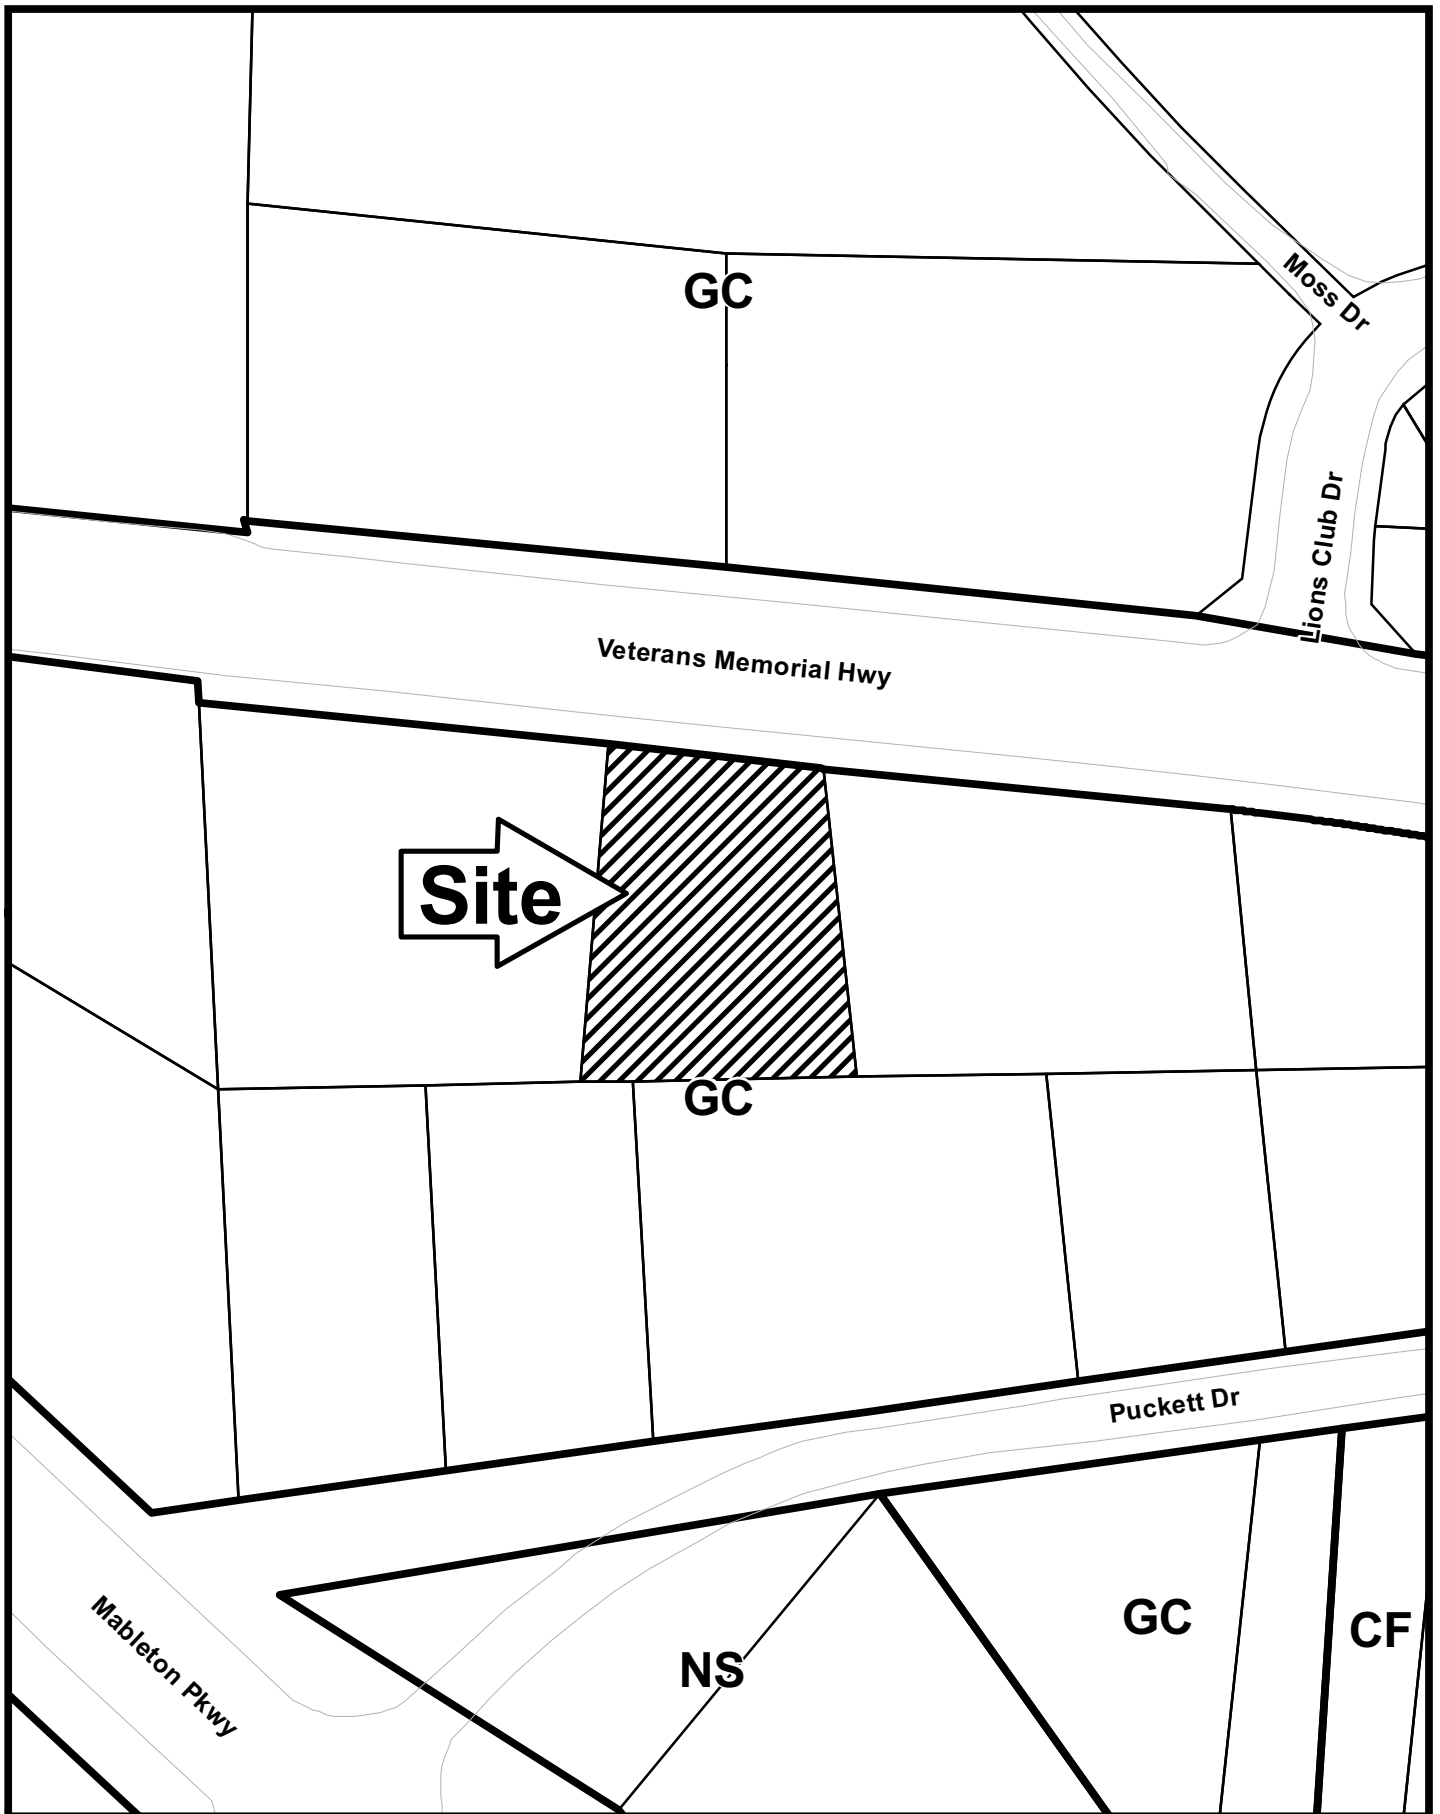 GC
Moss Dr
Lions Club Dr
Veterans Memorial Hwy
Site
GC
Puckett Dr
Mableton Pkwy
NS
GC
CF